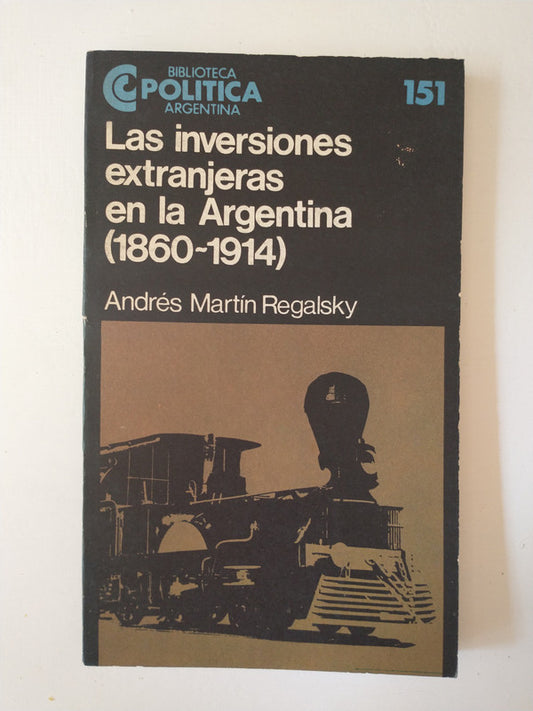 BIBLIOTECA
POLITICA
ARGENTINA
151
Las inversiones
extranjeras
en la Argentina
(1860~1914)
Andrés Martín Regalsky